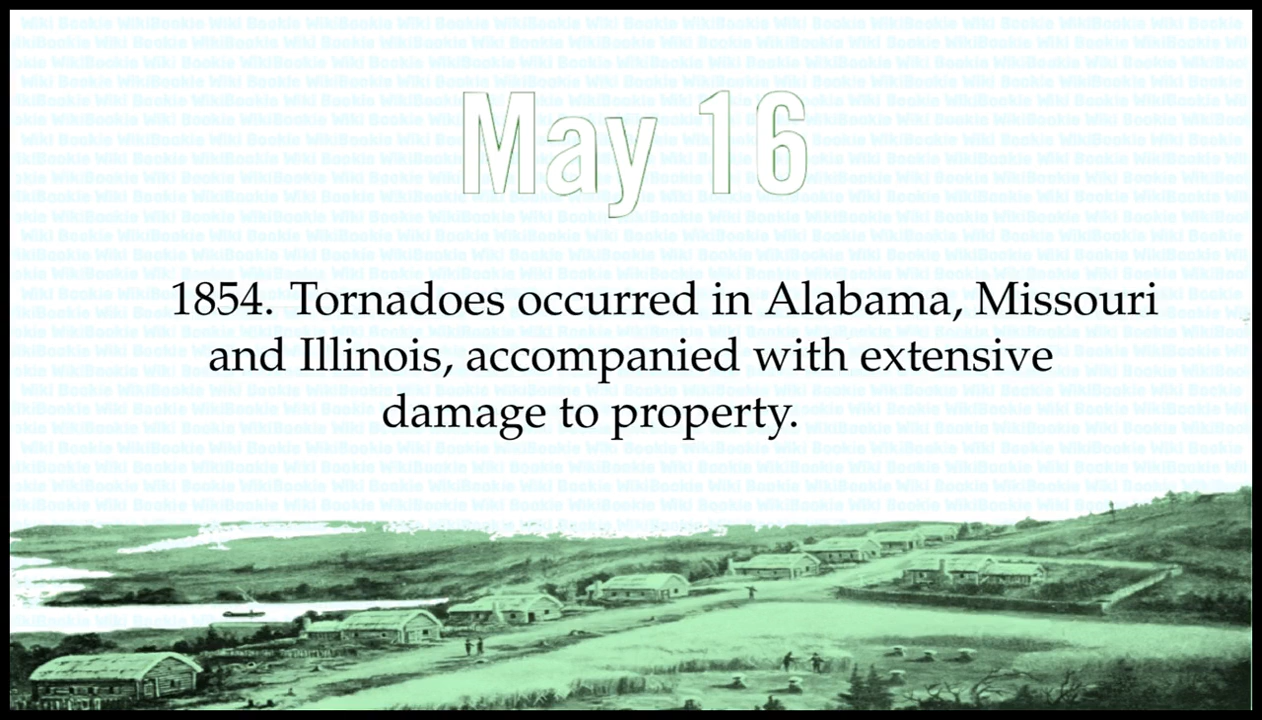 May 16
1854. Tornadoes occurred in Alabama, Missouri
and Illinois, accompanied with extensive
damage to property.